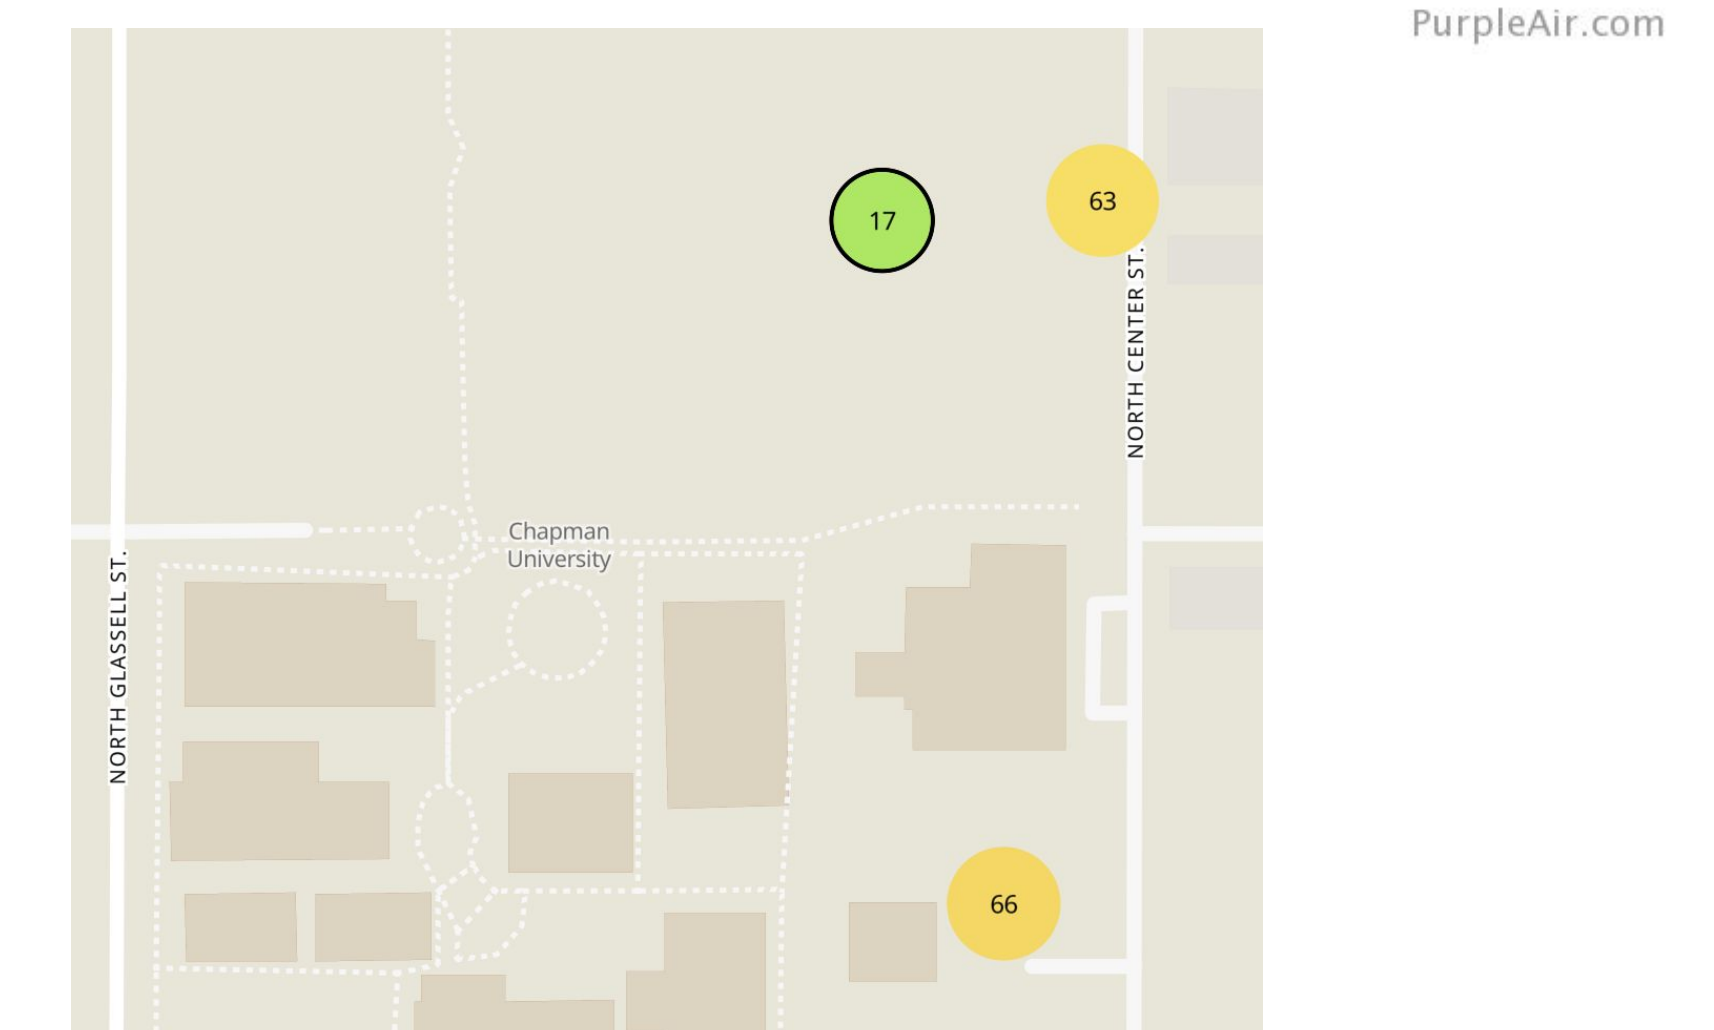 PurpleAir.com
17
63
NORTH CENTER ST.
Chapman
University
NORTH GLASSELL ST.
66